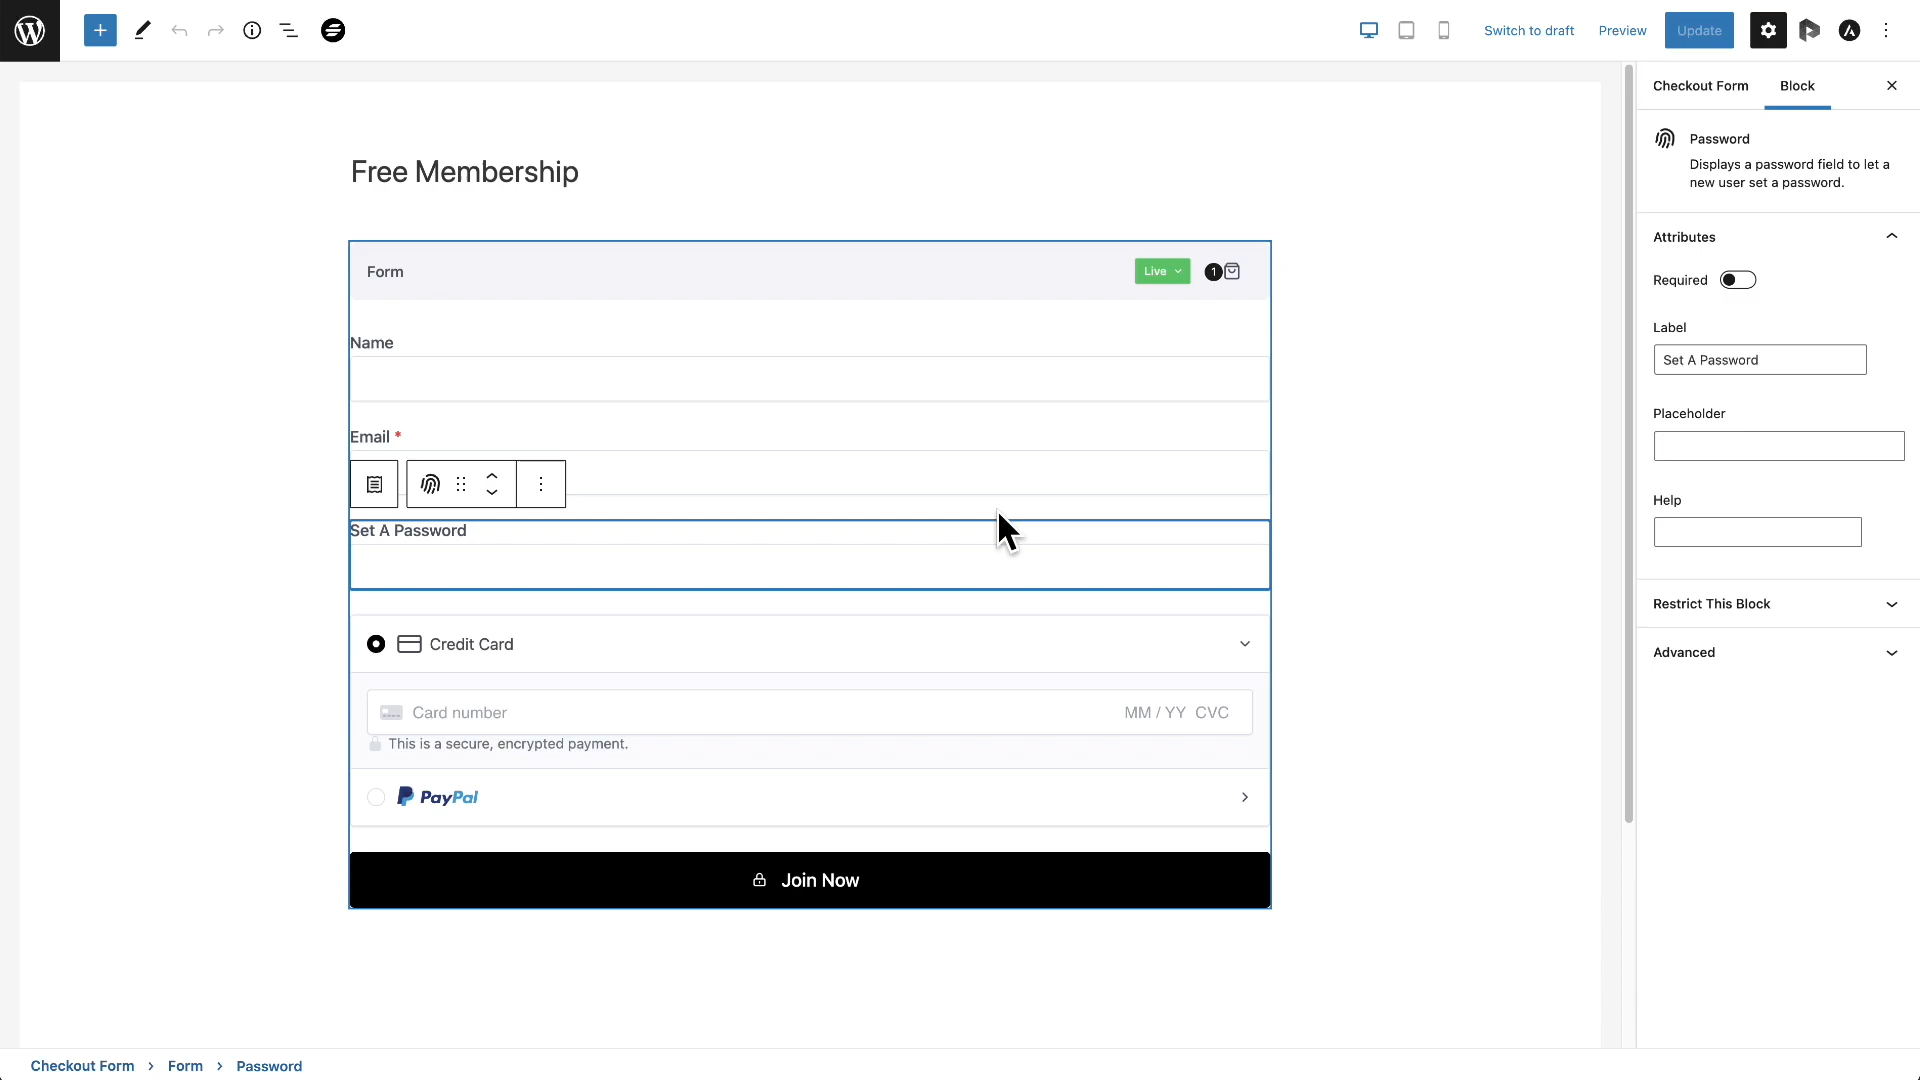 Switch to draft
Preview
Update
Checkout Form
Block
Password
Displays a password field to let a
new user set a password.
Attributes
Required
Label
Set A Password
Placeholder
Help
Restrict This Block
Advanced
Free Membership
Form
Live
1
Name
Email *
Set A Password
Credit Card
Card number
MM / YY CVC
This is a secure, encrypted payment.
PayPal
Join Now
Checkout Form > Form > Password